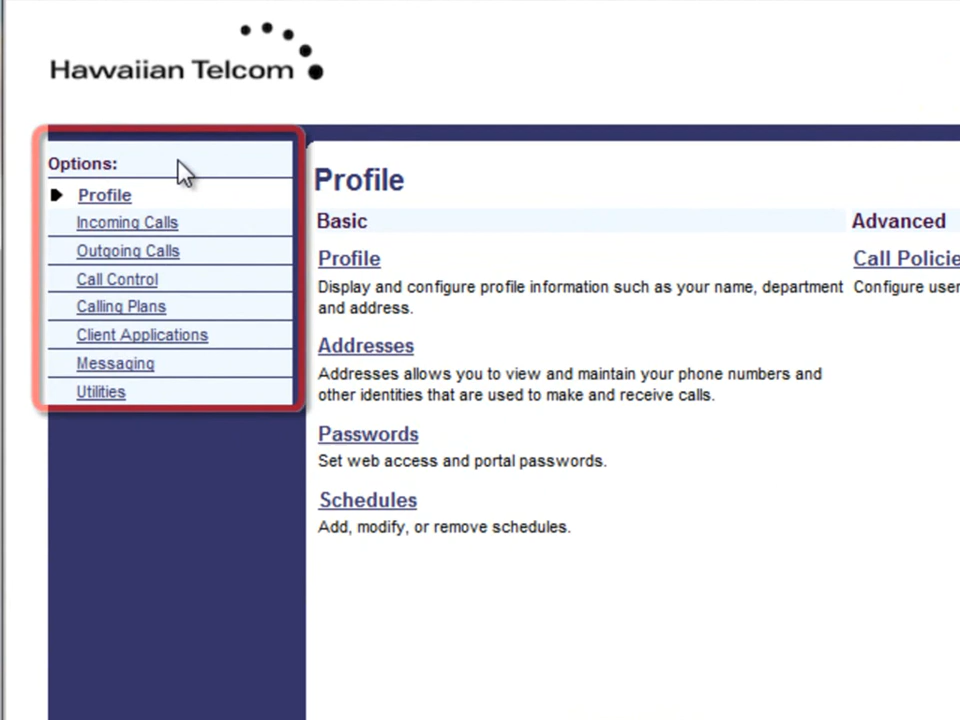 Hawaiian Telcom
Options:
Profile
Incoming Calls
Outgoing Calls
Call Control
Calling Plans
Client Applications
Messaging
Utilities
Profile
Basic
Profile
Display and configure profile information such as your name, department
and address.
Addresses
Addresses allows you to view and maintain your phone numbers and
other identities that are used to make and receive calls.
Passwords
Set web access and portal passwords.
Schedules
Add, modify, or remove schedules.
Advanced
Call Policie
Configure user